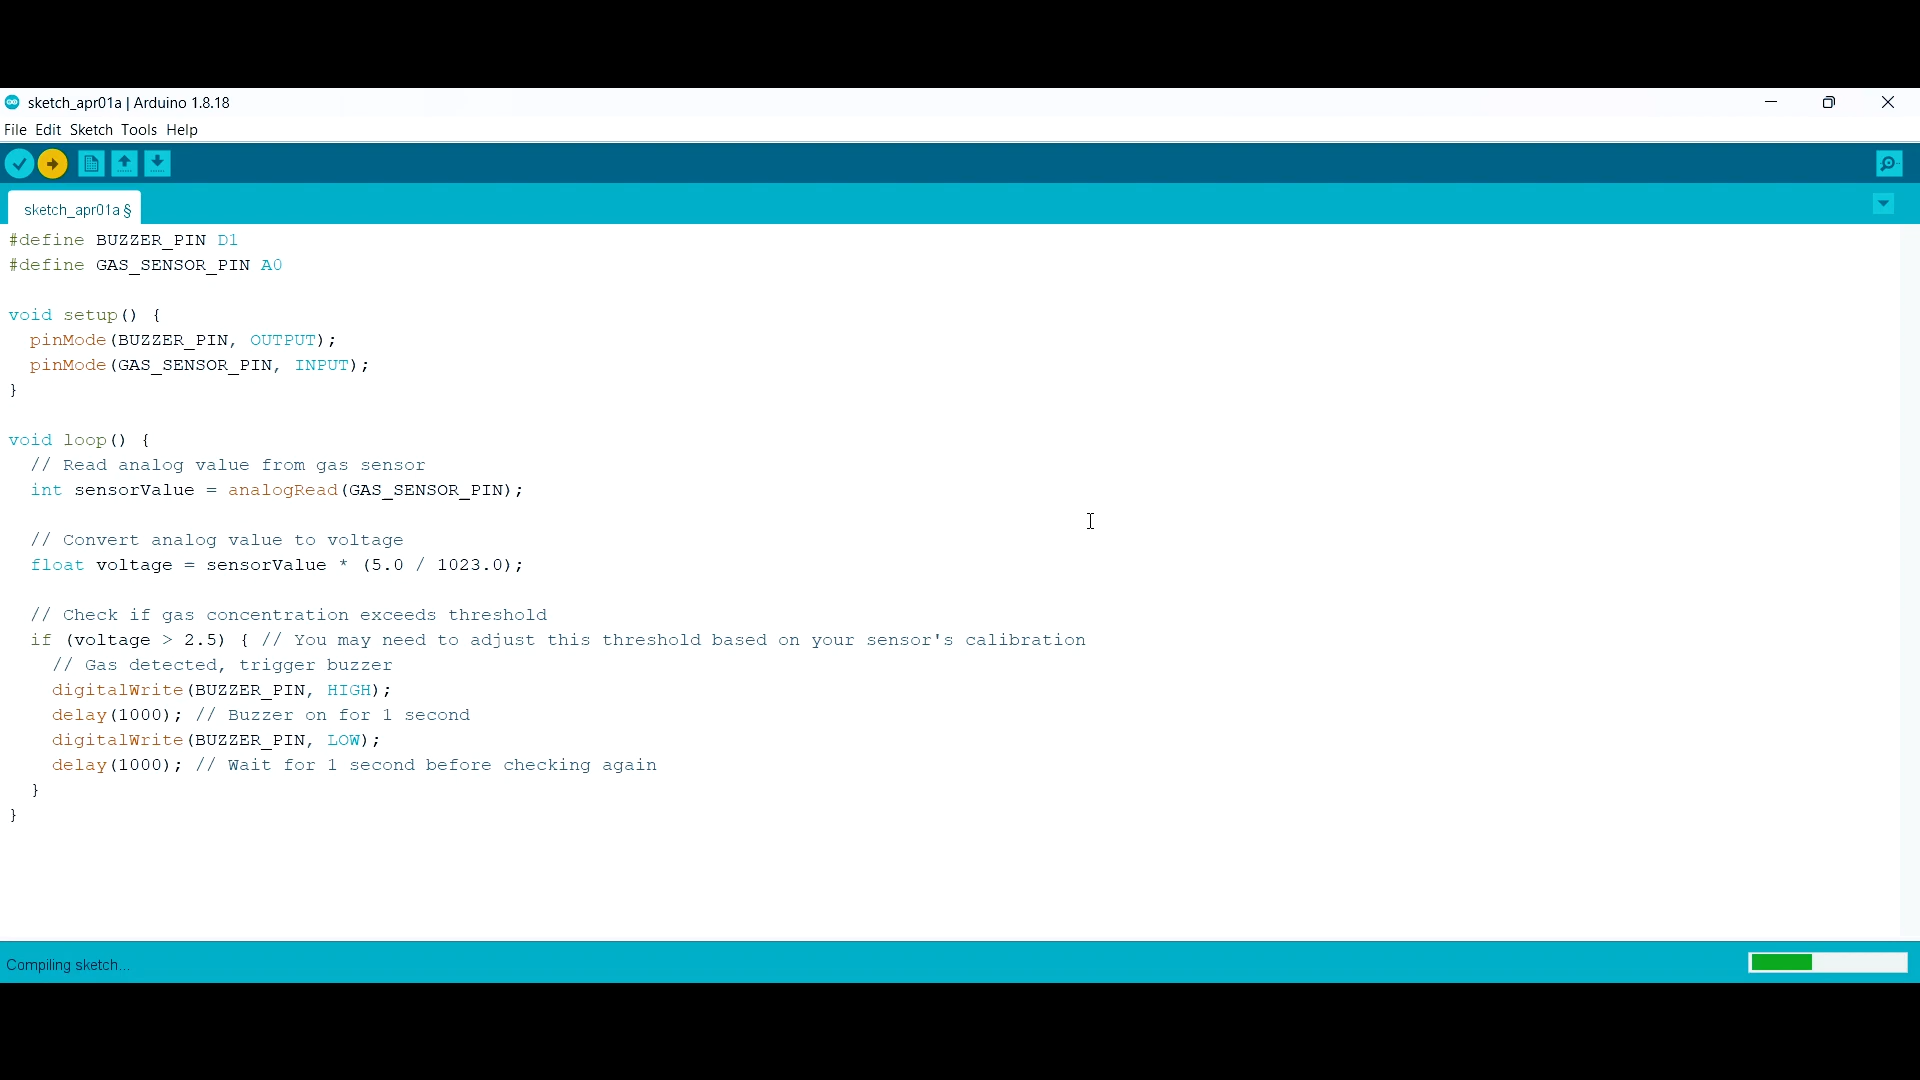 sketch_apr01a | Arduino 1.8.18
File Edit Sketch Tools Help
sketch_apr01a §
#define BUZZER_PIN D1
#define GAS_SENSOR_PIN A0
void setup() {
pinMode(BUZZER_PIN, OUTPUT);
pinMode(GAS_SENSOR_PIN, INPUT);
}
void loop() {
// Read analog value from gas sensor
int sensorValue = analogRead(GAS_SENSOR_PIN);
// Convert analog value to voltage
float voltage = sensorValue * (5.0 / 1023.0);
// Check if gas concentration exceeds threshold
if (voltage > 2.5) { // You may need to adjust this threshold based on your sensor's calibration
// Gas detected, trigger buzzer
digitalWrite(BUZZER_PIN, HIGH);
delay(1000); // Buzzer on for 1 second
digitalWrite(BUZZER_PIN, LOW);
delay(1000); // Wait for 1 second before checking again
}
}
Compiling sketch...